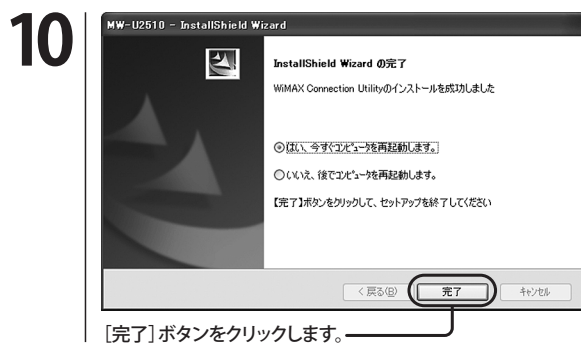 10
MW-U2510 - InstallShield Wizard
InstallShield Wizard の完了
WiMAX Connection Utilityのインストールを成功しました
はい、今すぐコンピュータを再起動します。
いいえ、後でコンピュータを再起動します。
【完了】ボタンをクリックして、セットアップを終了してください
< 戻る(B)
完了
キャンセル
[完了]ボタンをクリックします。